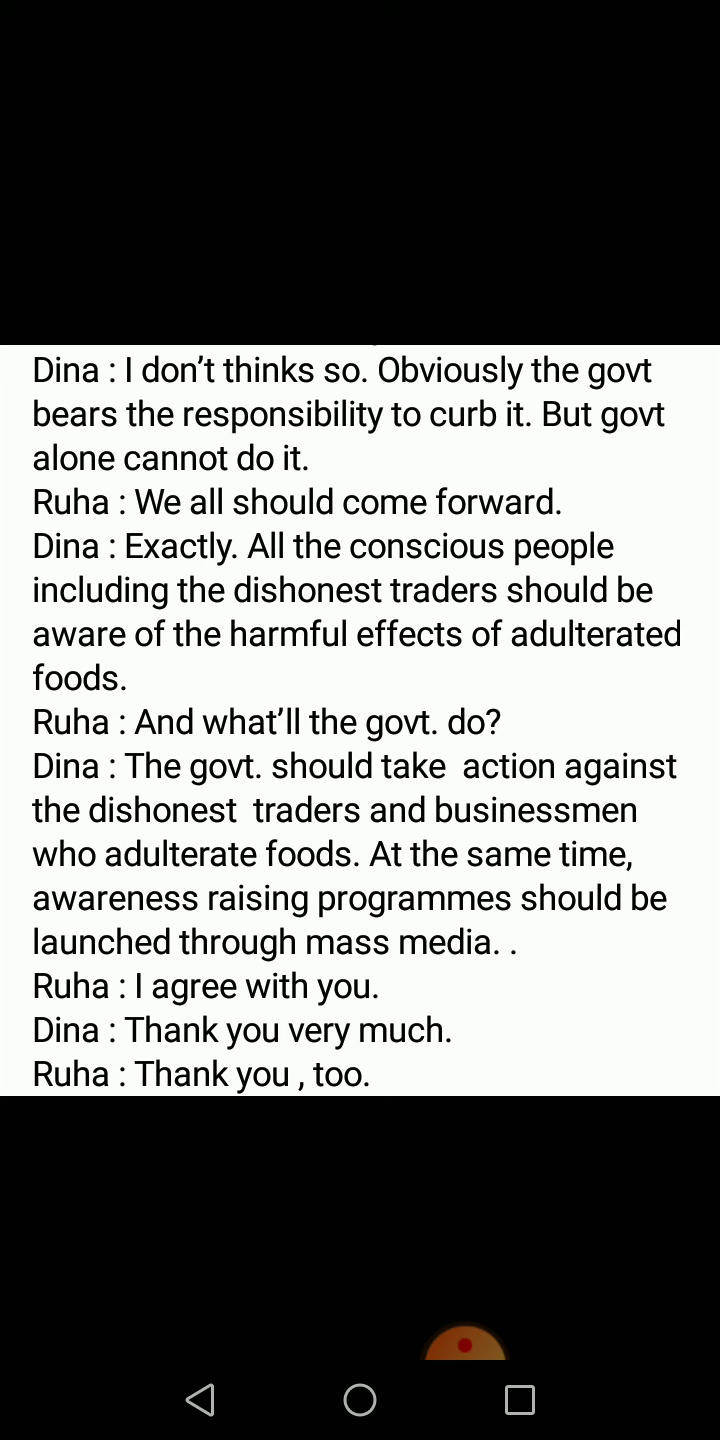 Dina : I don’t thinks so. Obviously the govt
bears the responsibility to curb it. But govt
alone cannot do it.
Ruha : We all should come forward.
Dina : Exactly. All the conscious people
including the dishonest traders should be
aware of the harmful effects of adulterated
foods.
Ruha : And what’ll the govt. do?
Dina : The govt. should take  action against
the dishonest  traders and businessmen
who adulterate foods. At the same time,
awareness raising programmes should be
launched through mass media. .
Ruha : I agree with you.
Dina : Thank you very much.
Ruha : Thank you , too.